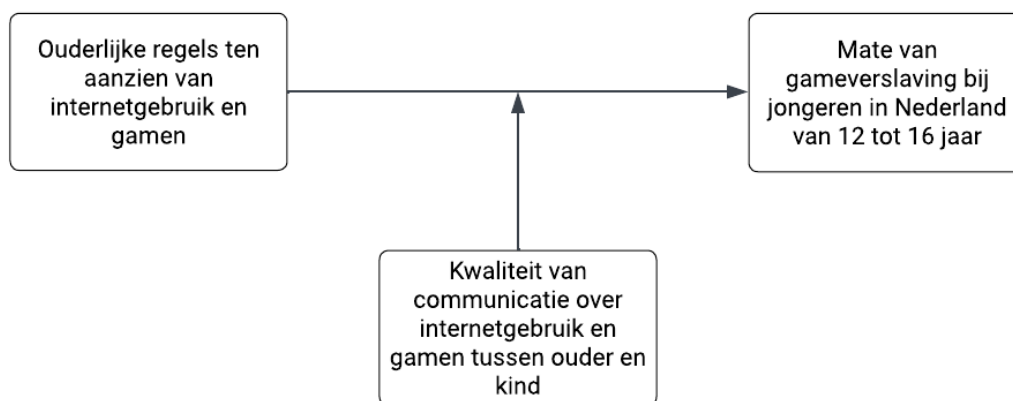 Ouderlijke regels ten
aanzien van
internetgebruik en
gamen
Mate van
gameverslaving bij
jongeren in Nederland
van 12 tot 16 jaar
Kwaliteit van
communicatie over
internetgebruik en
gamen tussen ouder en
kind